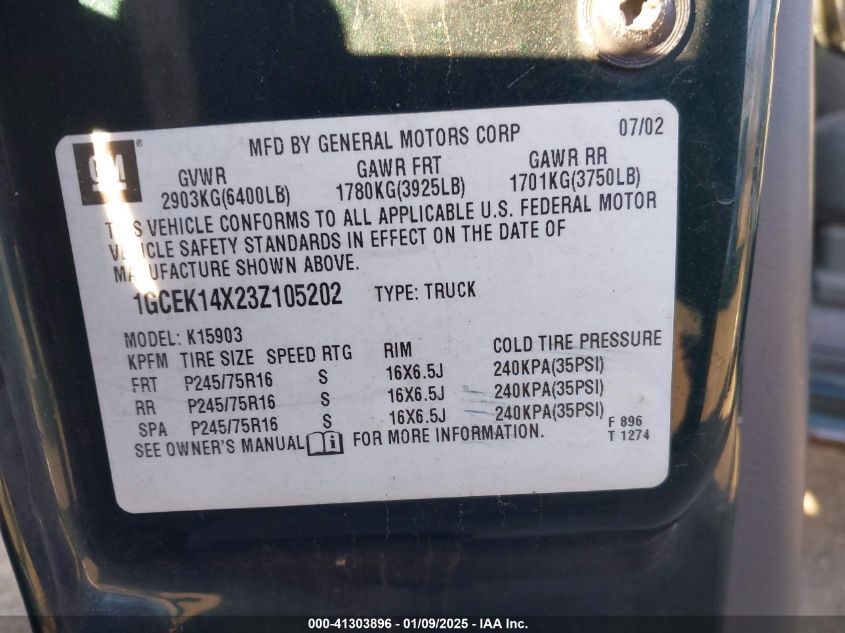 MFD BY GENERAL MOTORS CORP 07/02
GM ®
GVWR GAWR FRT GAWR RR
2903KG(6400LB) 1780KG(3925LB) 1701KG(3750LB)
THIS VEHICLE CONFORMS TO ALL APPLICABLE U.S. FEDERAL MOTOR
VEHICLE SAFETY STANDARDS IN EFFECT ON THE DATE OF
MANUFACTURE SHOWN ABOVE.
1GCEK14X23Z105202 TYPE: TRUCK
MODEL: K15903
KPFM TIRE SIZE SPEED RTG RIM COLD TIRE PRESSURE
FRT P245/75R16 S 16X6.5J 240KPA(35PSI)
RR P245/75R16 S 16X6.5J 240KPA(35PSI)
SPA P245/75R16 S 16X6.5J 240KPA(35PSI)
SEE OWNER'S MANUAL i FOR MORE INFORMATION.
F 896
T 1274
000-41303896 | 01/09/2025 - IAA Inc.